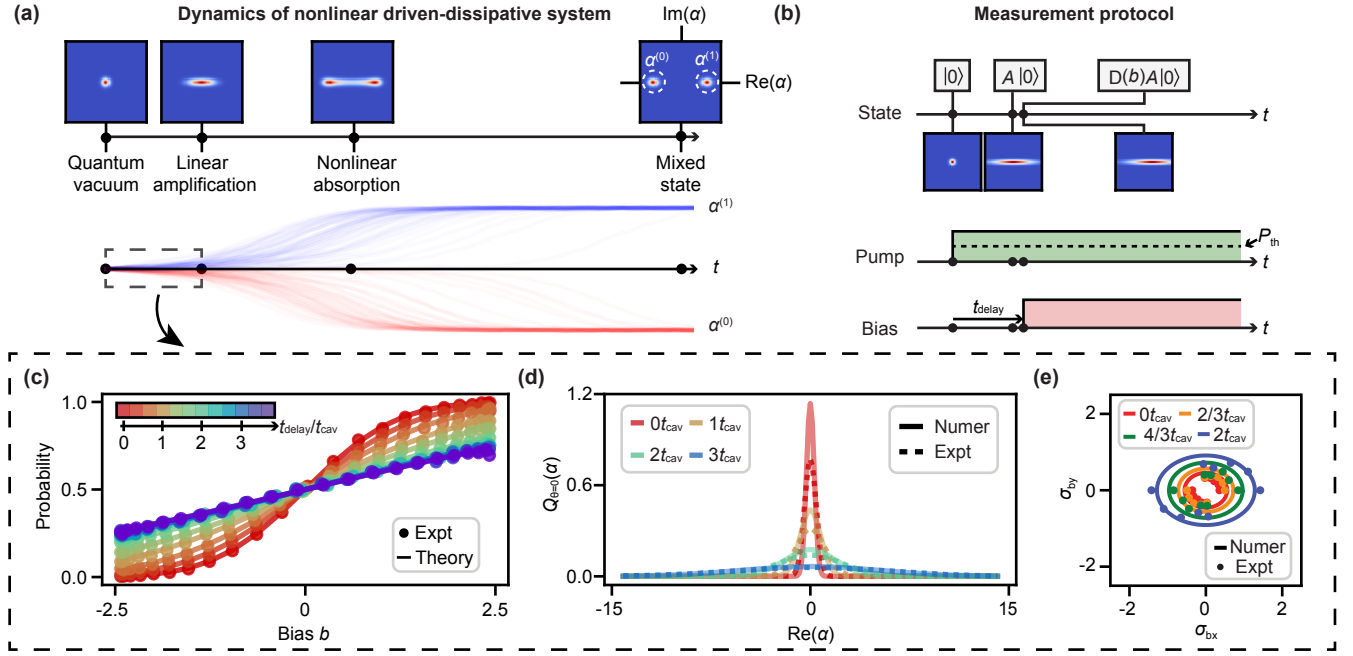 (a)
Dynamics of nonlinear driven-dissipative system
Im(α)
α(0)
α(1)
Re(α)
Quantum vacuum
Linear amplification
Nonlinear absorption
Mixed state
α(1)
t
α(0)
(b)
Measurement protocol
|0⟩
A|0⟩
D(b)A|0⟩
State
t
Pth
Pump
t
tdelay
Bias
t
(c)
Probability
1.0
0.5
0.0
0
1
2
3
tdelay/tcav
Expt
Theory
-2.5
0
2.5
Bias b
(d)
Qθ=0(α)
1.2
0.0
0tcav
1tcav
2tcav
3tcav
Numer
Expt
-15
0
15
Re(α)
(e)
σby
2
0
-2
0tcav
2/3tcav
4/3tcav
2tcav
Numer
Expt
-2
0
2
σbx